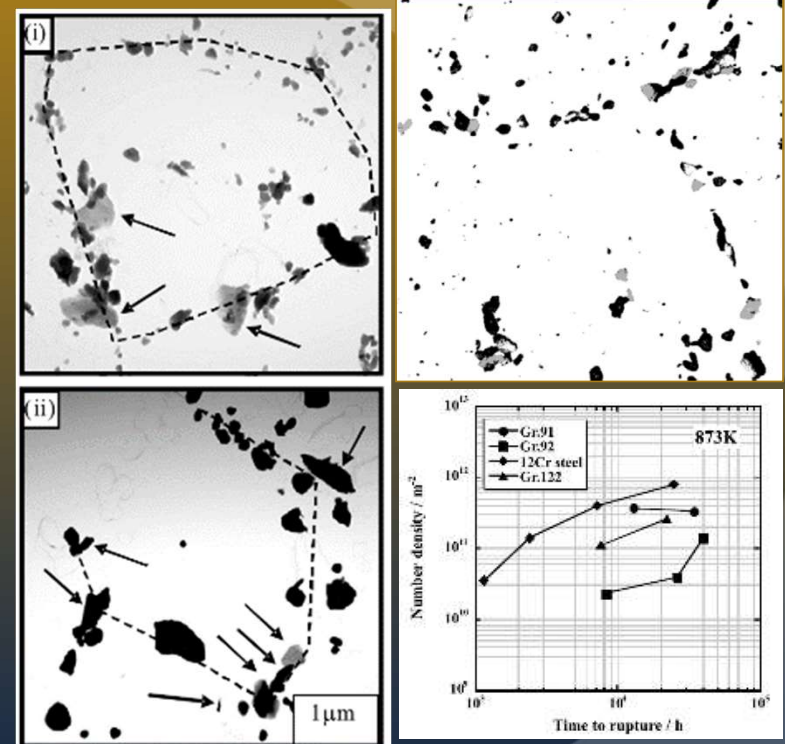 (i)
(ii)
1μm
10¹³
10¹²
10¹¹
10¹⁰
10⁹
Number density / m⁻²
Gr.91
Gr.92
12Cr steel
Gr.122
873K
10³
10⁴
10⁵
Time to rupture / h